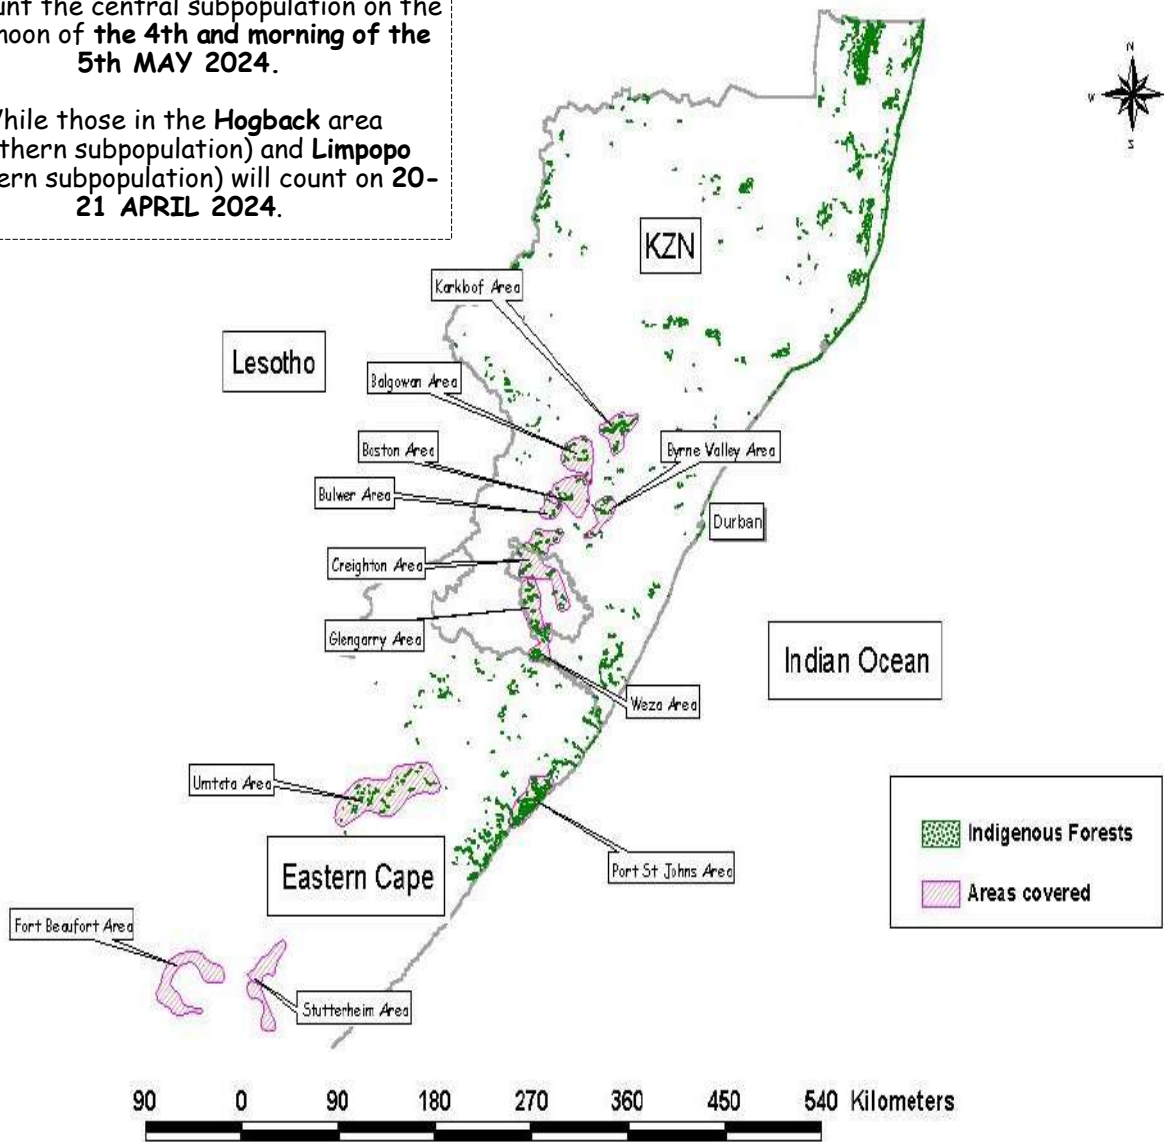 unt the central subpopulation on the
noon of the 4th and morning of the
5th MAY 2024.
hile those in the Hogback area
thern subpopulation) and Limpopo
ern subpopulation) will count on 20-
21 APRIL 2024.
N
W
S
KZN
Karkloof Area
Lesotho
Balgowan Area
Boston Area
Byrne Valley Area
Bulwer Area
Durban
Creighton Area
Glengarry Area
Indian Ocean
Weza Area
Umtata Area
Indigenous Forests
Eastern Cape
Port St Johns Area
Areas covered
Fort Beaufort Area
Stutterheim Area
90 0 90 180 270 360 450 540 Kilometers